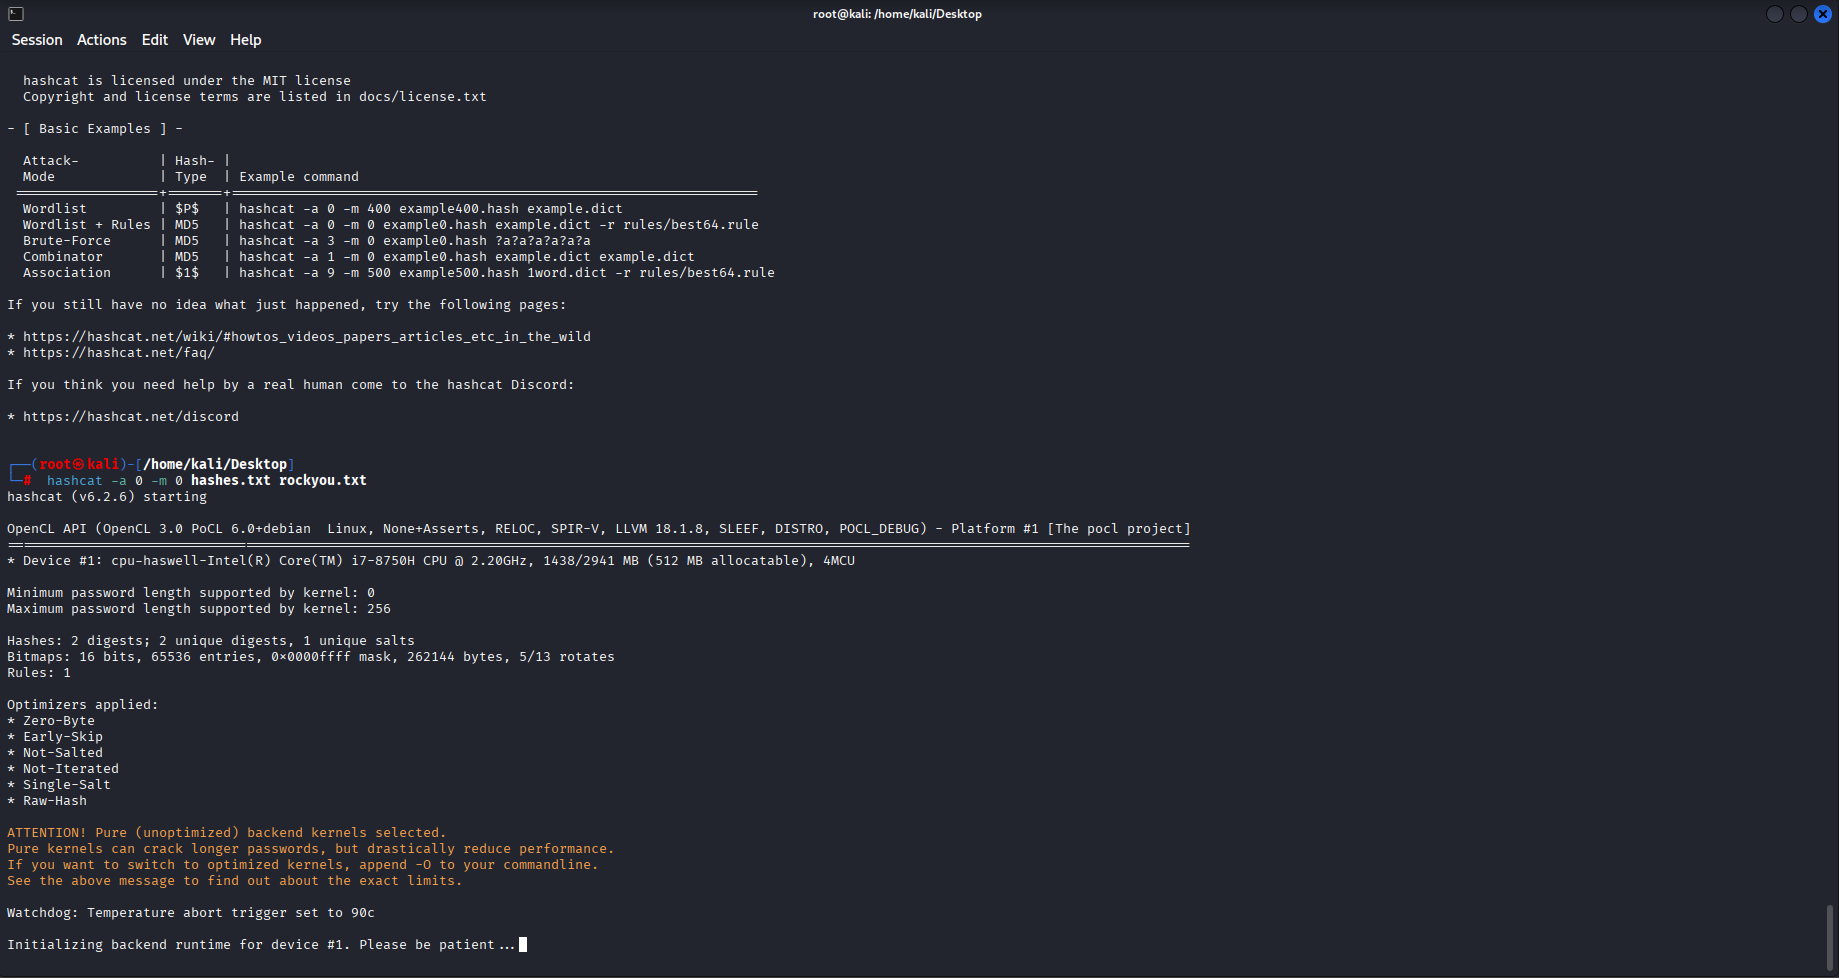 root@kali: /home/kali/Desktop
Session Actions Edit View Help
hashcat is licensed under the MIT license
Copyright and license terms are listed in docs/license.txt
- [ Basic Examples ] -
Attack- | Hash- |
Mode | Type | Example command
==================+======+==================================================================
Wordlist | $P$ | hashcat -a 0 -m 400 example400.hash example.dict
Wordlist + Rules | MD5 | hashcat -a 0 -m 0 example0.hash example.dict -r rules/best64.rule
Brute-Force | MD5 | hashcat -a 3 -m 0 example0.hash ?a?a?a?a?a?a
Combinator | MD5 | hashcat -a 1 -m 0 example0.hash example.dict example.dict
Association | $1$ | hashcat -a 9 -m 500 example500.hash 1word.dict -r rules/best64.rule
If you still have no idea what just happened, try the following pages:
* https://hashcat.net/wiki/#howtos_videos_papers_articles_etc_in_the_wild
* https://hashcat.net/faq/
If you think you need help by a real human come to the hashcat Discord:
* https://hashcat.net/discord
┌──(root㉿kali)-[/home/kali/Desktop]
└─# hashcat -a 0 -m 0 hashes.txt rockyou.txt
hashcat (v6.2.6) starting
OpenCL API (OpenCL 3.0 PoCL 6.0+debian  Linux, None+Asserts, RELOC, SPIR-V, LLVM 18.1.8, SLEEF, DISTRO, POCL_DEBUG) - Platform #1 [The pocl project]
====================================================================================================================================================
* Device #1: cpu-haswell-Intel(R) Core(TM) i7-8750H CPU @ 2.20GHz, 1438/2941 MB (512 MB allocatable), 4MCU
Minimum password length supported by kernel: 0
Maximum password length supported by kernel: 256
Hashes: 2 digests; 2 unique digests, 1 unique salts
Bitmaps: 16 bits, 65536 entries, 0x0000ffff mask, 262144 bytes, 5/13 rotates
Rules: 1
Optimizers applied:
* Zero-Byte
* Early-Skip
* Not-Salted
* Not-Iterated
* Single-Salt
* Raw-Hash
ATTENTION! Pure (unoptimized) backend kernels selected.
Pure kernels can crack longer passwords, but drastically reduce performance.
If you want to switch to optimized kernels, append -O to your commandline.
See the above message to find out about the exact limits.
Watchdog: Temperature abort trigger set to 90c
Initializing backend runtime for device #1. Please be patient...